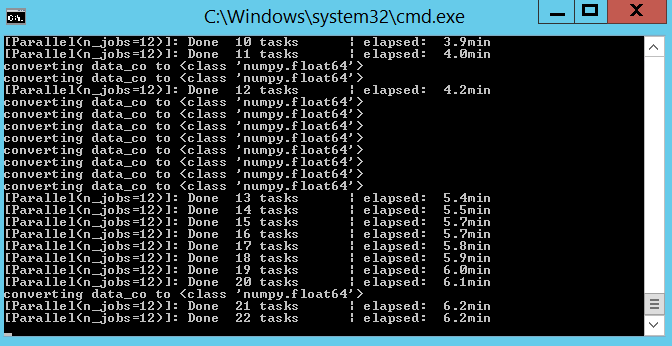 C:\Windows\system32\cmd.exe
[Parallel(n_jobs=12)]: Done  10 tasks      | elapsed:  3.9min
[Parallel(n_jobs=12)]: Done  11 tasks      | elapsed:  4.0min
converting data_co to <class 'numpy.float64'>
converting data_co to <class 'numpy.float64'>
[Parallel(n_jobs=12)]: Done  12 tasks      | elapsed:  4.2min
converting data_co to <class 'numpy.float64'>
converting data_co to <class 'numpy.float64'>
converting data_co to <class 'numpy.float64'>
converting data_co to <class 'numpy.float64'>
converting data_co to <class 'numpy.float64'>
converting data_co to <class 'numpy.float64'>
converting data_co to <class 'numpy.float64'>
converting data_co to <class 'numpy.float64'>
[Parallel(n_jobs=12)]: Done  13 tasks      | elapsed:  5.4min
[Parallel(n_jobs=12)]: Done  14 tasks      | elapsed:  5.5min
[Parallel(n_jobs=12)]: Done  15 tasks      | elapsed:  5.7min
[Parallel(n_jobs=12)]: Done  16 tasks      | elapsed:  5.7min
[Parallel(n_jobs=12)]: Done  17 tasks      | elapsed:  5.8min
[Parallel(n_jobs=12)]: Done  18 tasks      | elapsed:  5.9min
[Parallel(n_jobs=12)]: Done  19 tasks      | elapsed:  6.0min
[Parallel(n_jobs=12)]: Done  20 tasks      | elapsed:  6.1min
converting data_co to <class 'numpy.float64'>
[Parallel(n_jobs=12)]: Done  21 tasks      | elapsed:  6.2min
[Parallel(n_jobs=12)]: Done  22 tasks      | elapsed:  6.2min